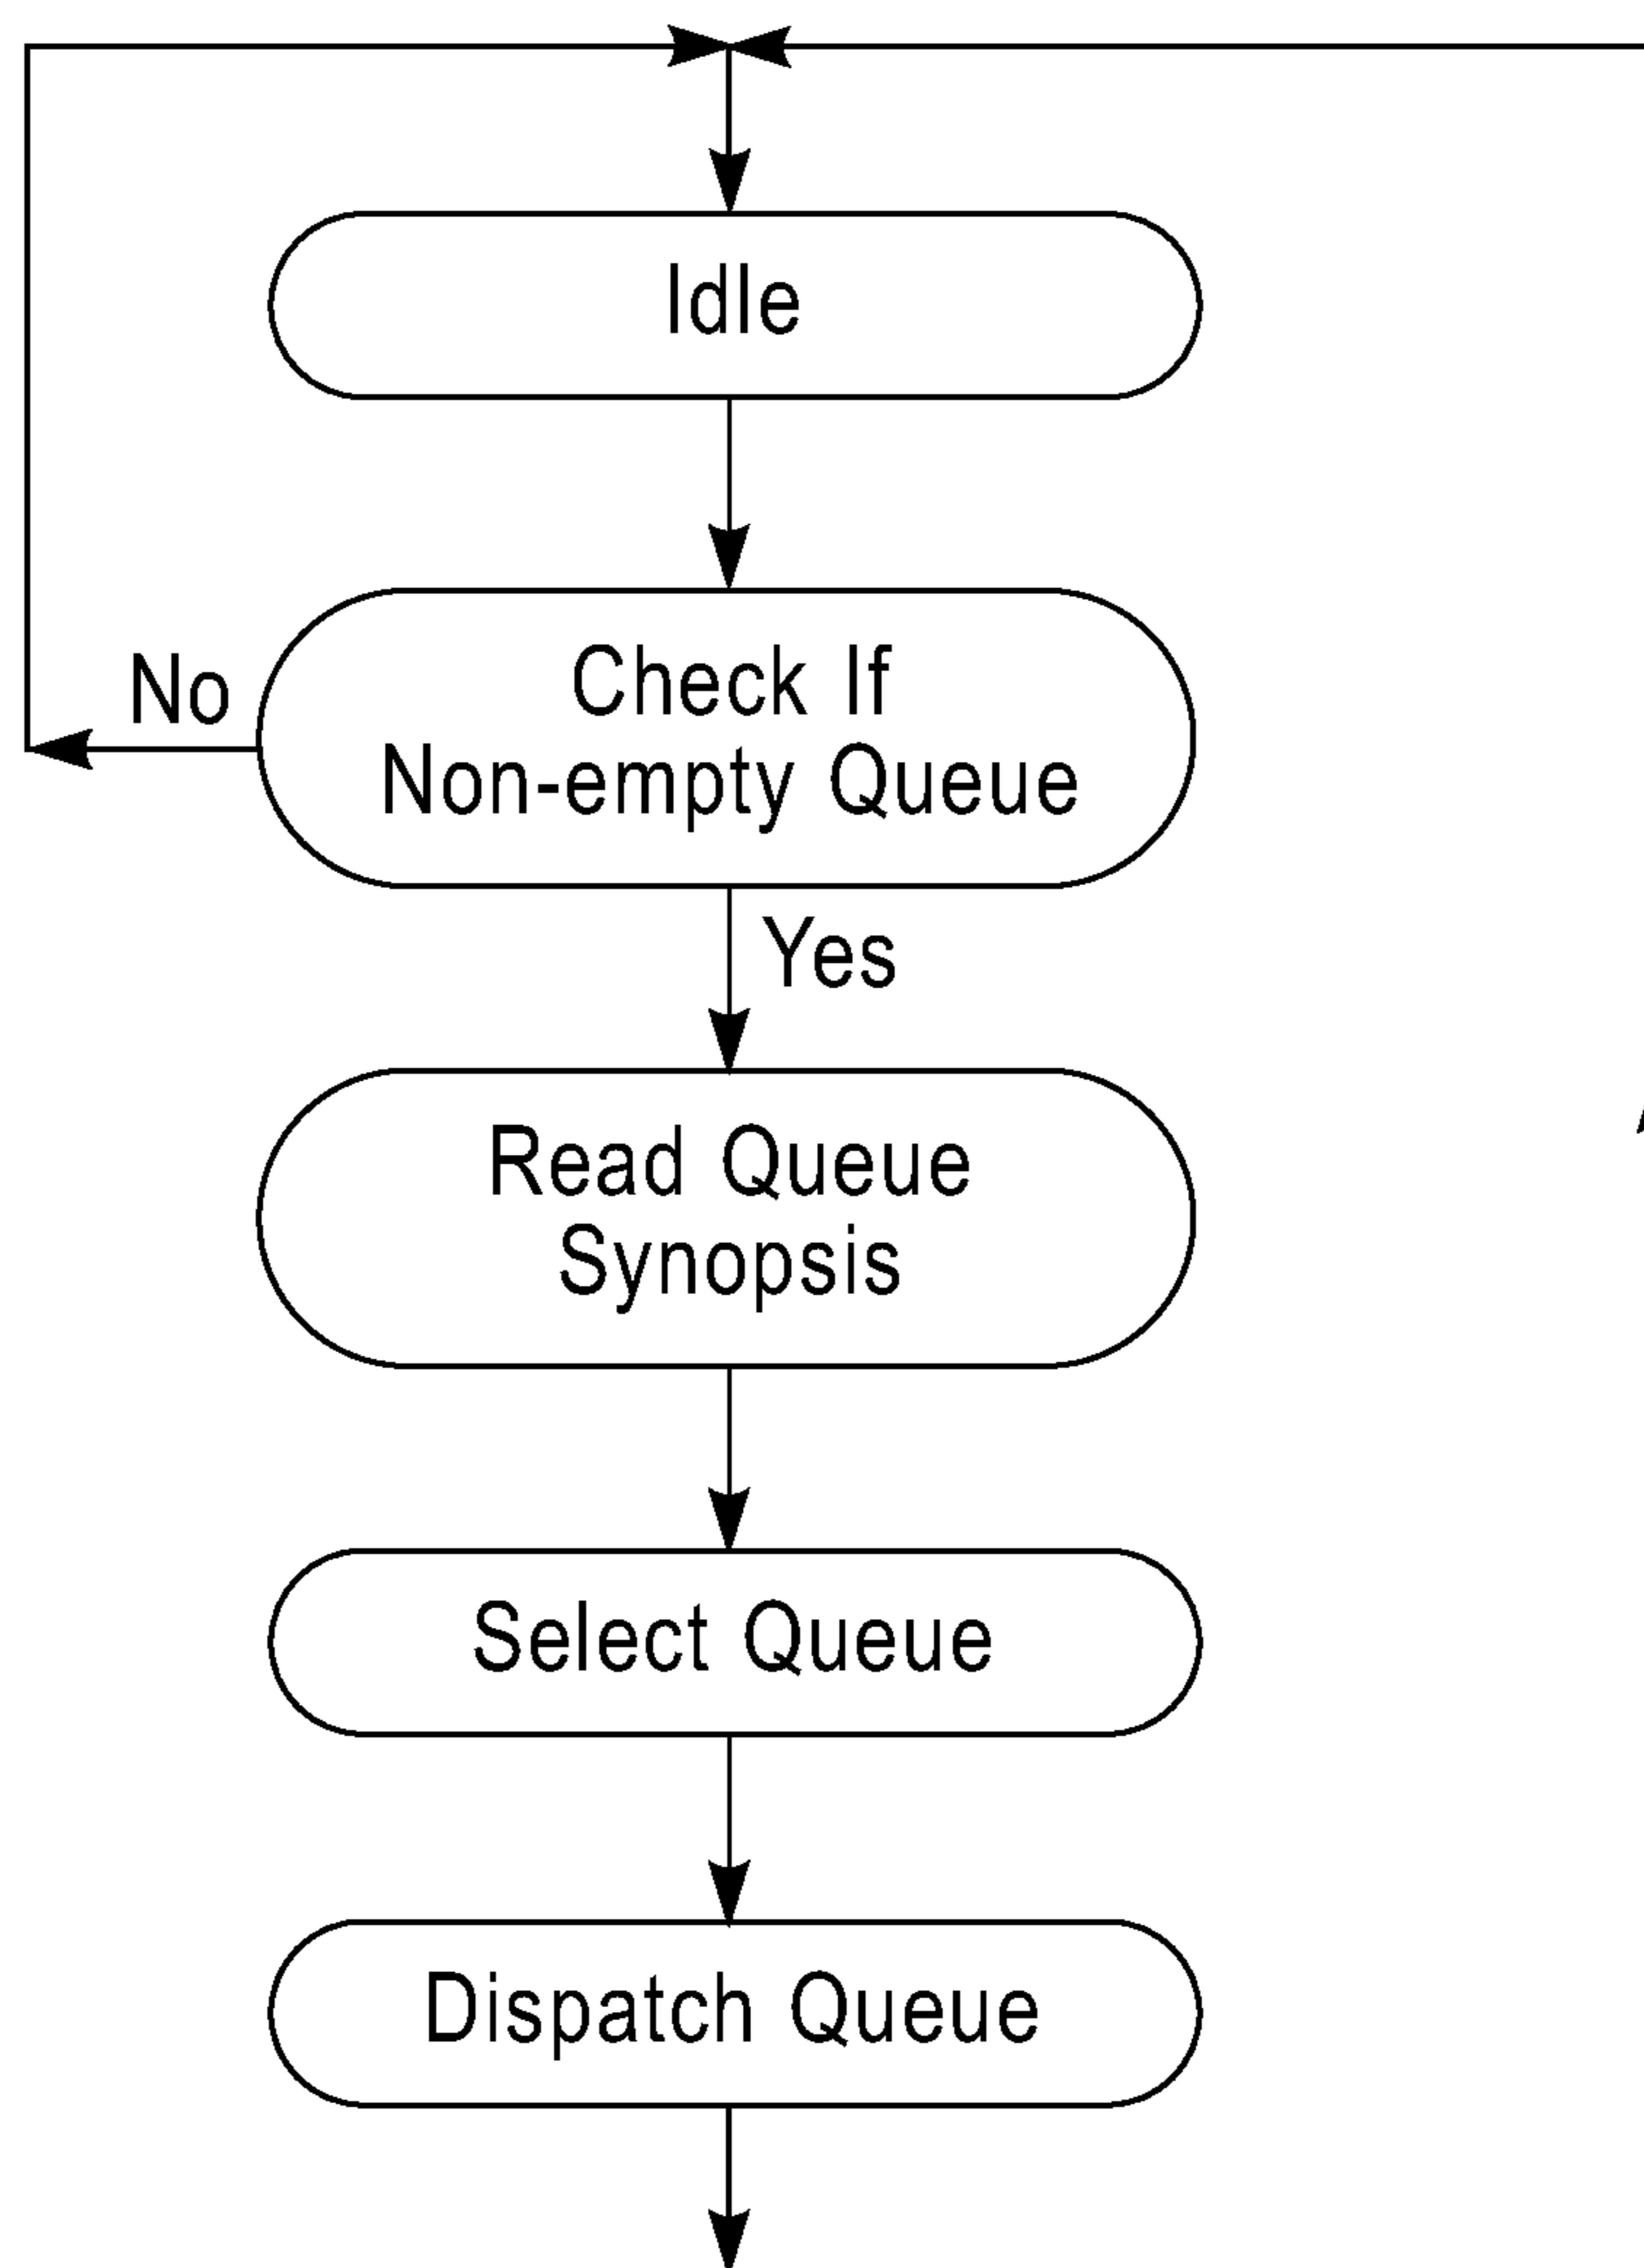 Idle
Check If
Non-empty Queue
No
Yes
Read Queue
Synopsis
Select Queue
Dispatch Queue